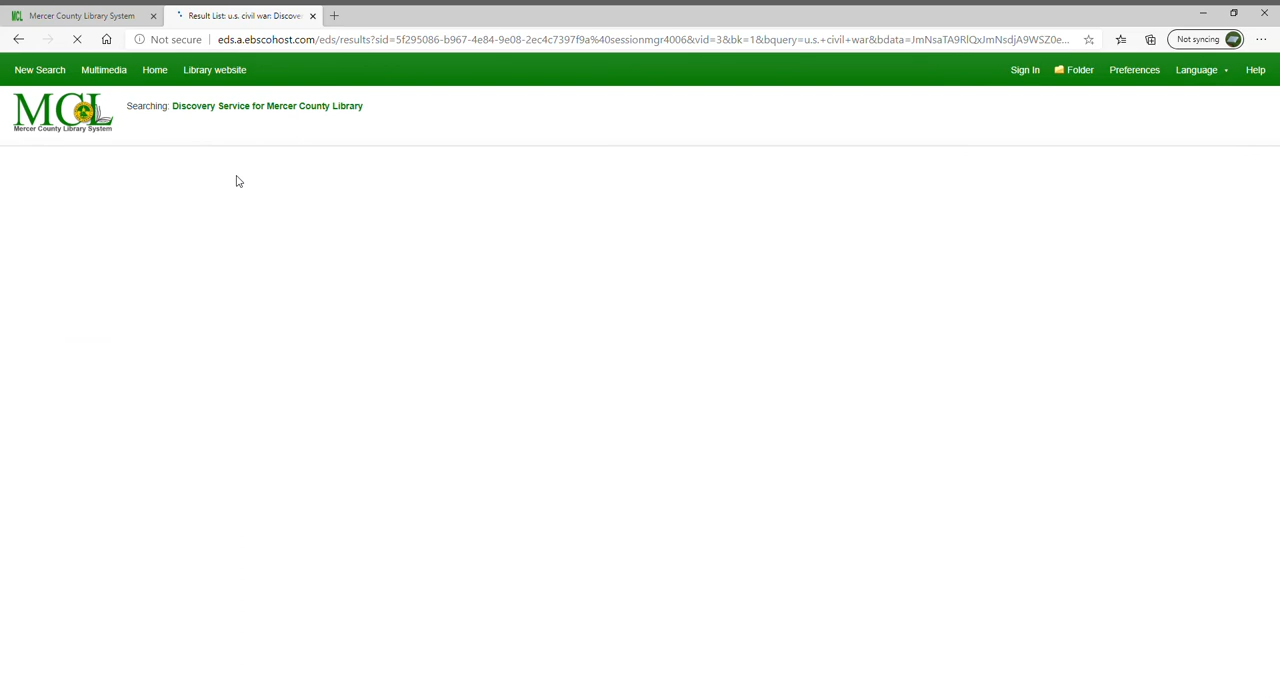 MCL Mercer County Library System
Result List: u.s. civil war: Discove
Not secure eds.a.ebscohost.com/eds/results?sid=5f295086-b967-4e84-9e08-2ec4c7397f9a%40sessionmgr4006&vid=3&bk=1&bquery=u.s.+civil+war&bdata=JmNsaTA9RlQxJmNsdjA9WSZ0e...
Not syncing
New Search Multimedia Home Library website Sign In Folder Preferences Language Help
MCL
Mercer County Library System
Searching: Discovery Service for Mercer County Library